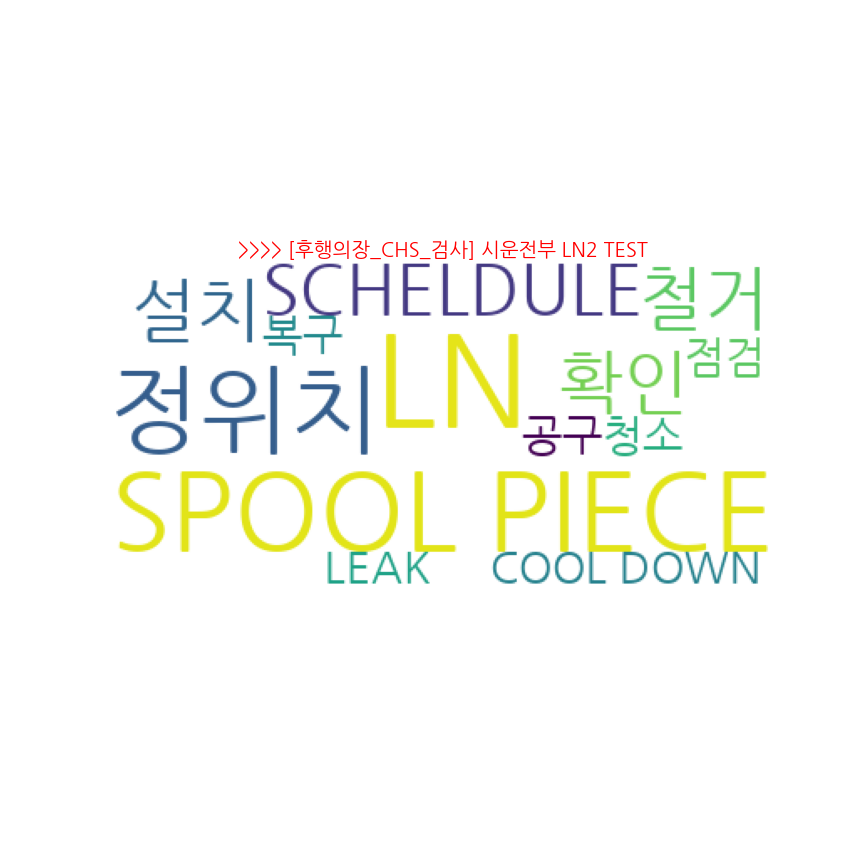 >>>> [후행의장_CHS_검사] 시운전부 LN2 TEST
설치 SCHELDULE 철거
복구
정위치 LN 확인 점검
공구 청소
SPOOL PIECE
LEAK COOL DOWN